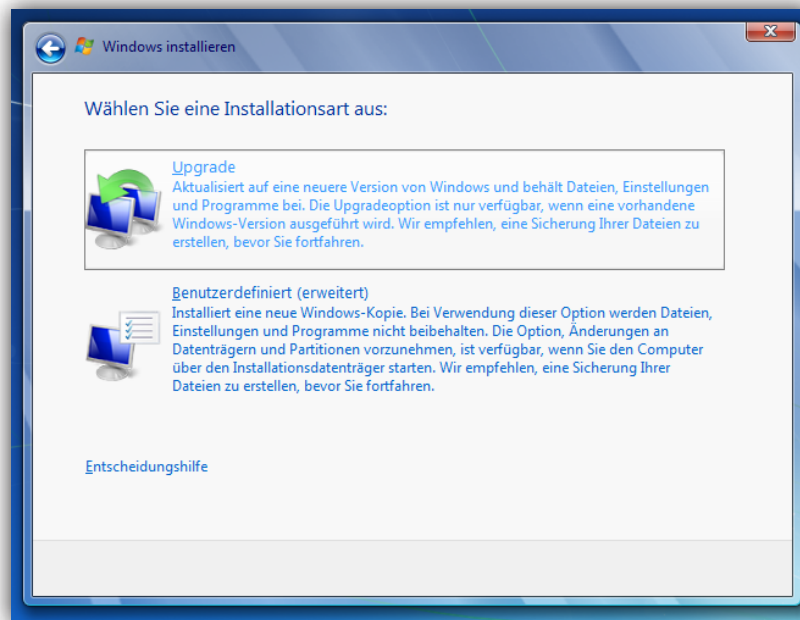 Windows installieren
Wählen Sie eine Installationsart aus:
Upgrade
Aktualisiert auf eine neuere Version von Windows und behält Dateien, Einstellungen
und Programme bei. Die Upgradeoption ist nur verfügbar, wenn eine vorhandene
Windows-Version ausgeführt wird. Wir empfehlen, eine Sicherung Ihrer Dateien zu
erstellen, bevor Sie fortfahren.
Benutzerdefiniert (erweitert)
Installiert eine neue Windows-Kopie. Bei Verwendung dieser Option werden Dateien,
Einstellungen und Programme nicht beibehalten. Die Option, Änderungen an
Datenträgern und Partitionen vorzunehmen, ist verfügbar, wenn Sie den Computer
über den Installationsdatenträger starten. Wir empfehlen, eine Sicherung Ihrer
Dateien zu erstellen, bevor Sie fortfahren.
Entscheidungshilfe